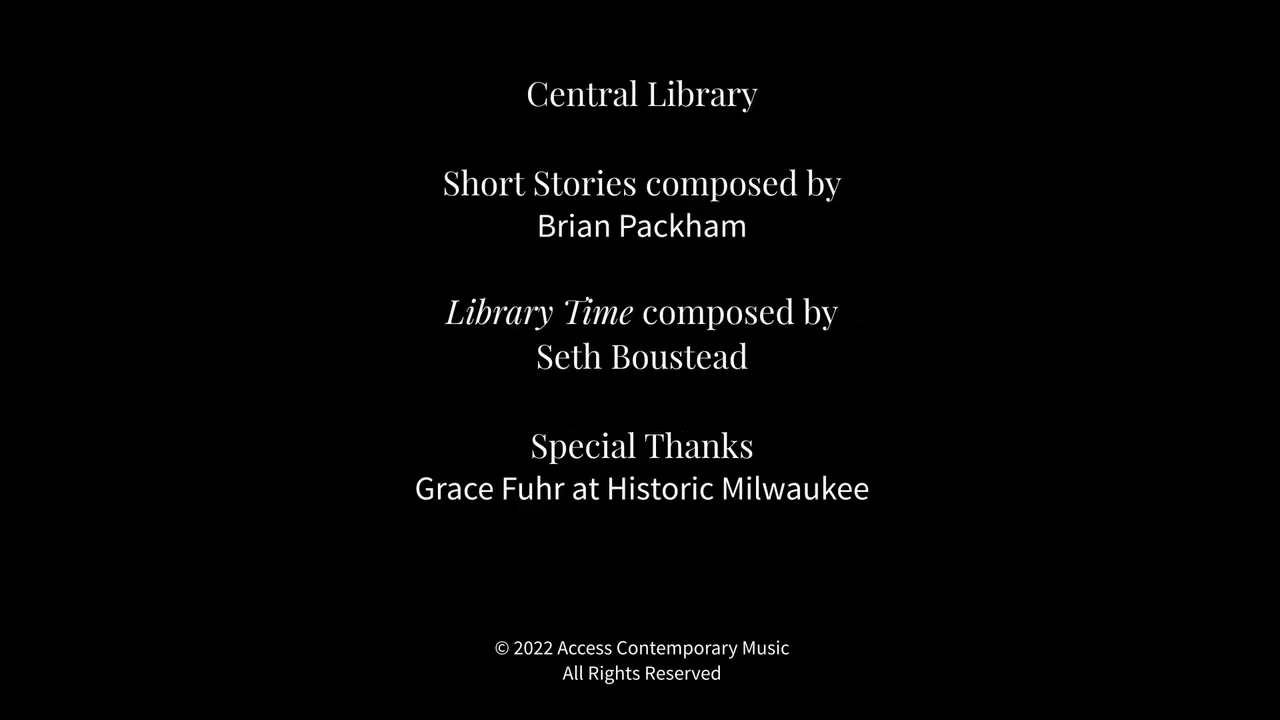 Central Library
Short Stories composed by
Brian Packham
Library Time composed by
Seth Boustead
Special Thanks
Grace Fuhr at Historic Milwaukee
© 2022 Access Contemporary Music
All Rights Reserved